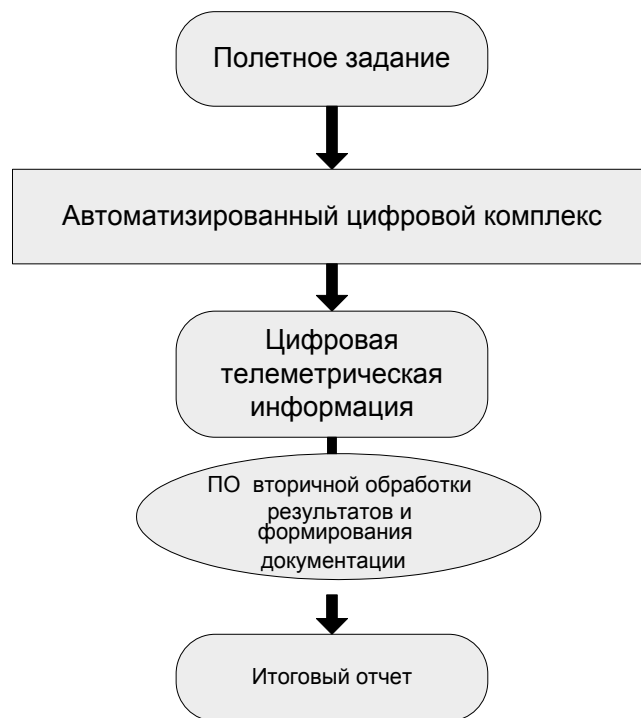 Полетное задание
Автоматизированный цифровой комплекс
Цифровая
телеметрическая
информация
ПО вторичной обработки
результатов и
формирования
документации
Итоговый отчет